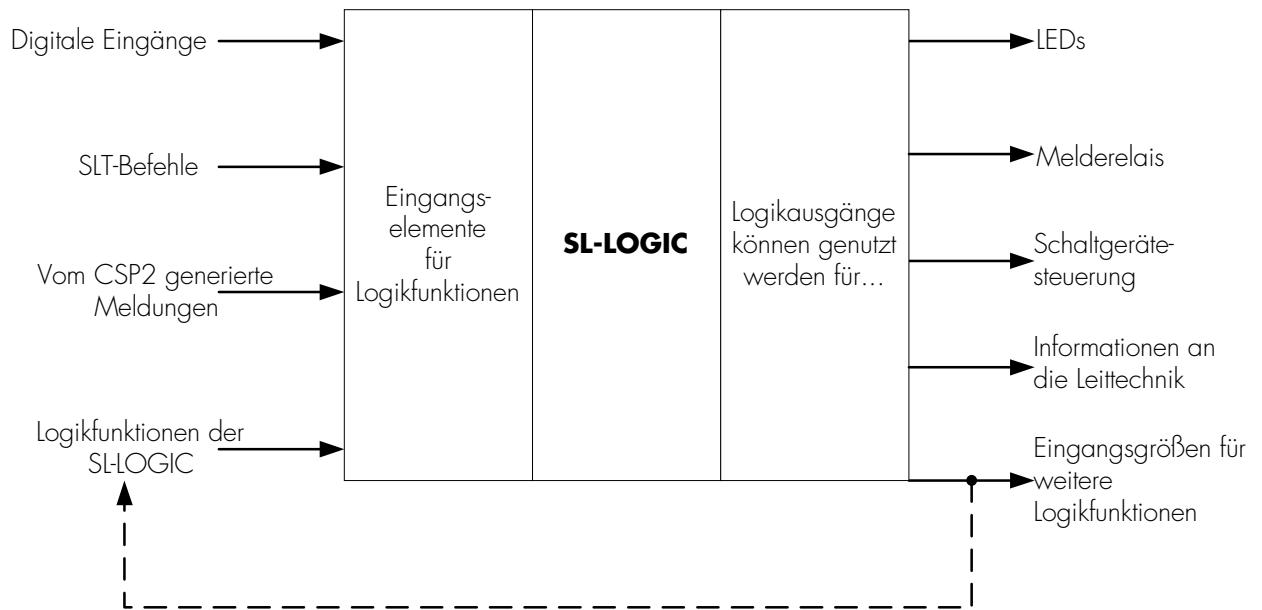 Digitale Eingänge
SLT-Befehle
Vom CSP2 generierte
Meldungen
Logikfunktionen der
SL-LOGIC
Eingangs-
elemente
für
Logikfunktionen
SL-LOGIC
Logikausgänge
können genutzt
werden für...
LEDs
Melderelais
Schaltgeräte-
steuerung
Informationen an
die Leittechnik
Eingangsgrößen für
weitere
Logikfunktionen